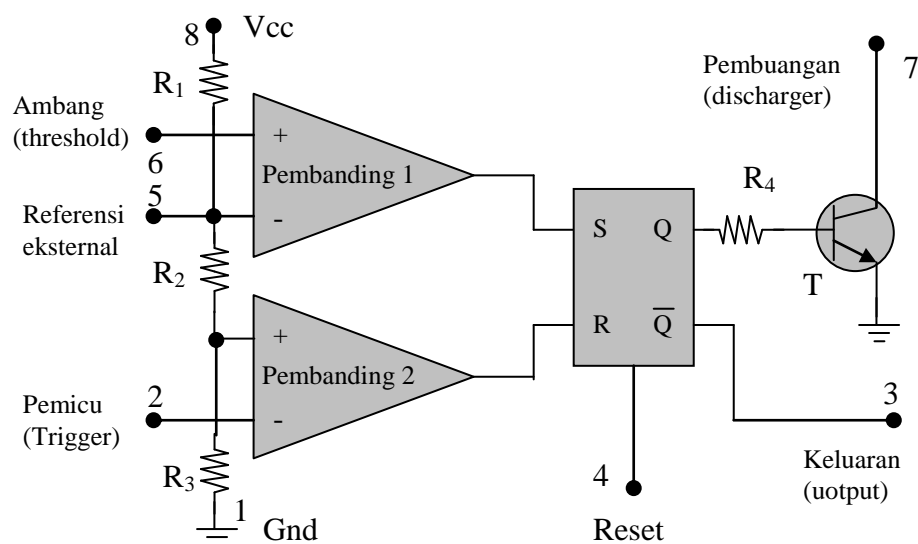 8 Vcc
R1
Ambang
(threshold)
6
+
Pembanding 1
5
-
Referensi
eksternal
R2
+
Pembanding 2
2
-
Pemicu
(Trigger)
R3
1
Gnd
S Q
R Q̅
4
Reset
R4
T
Pembuangan
(discharger)
7
3
Keluaran
(uotput)